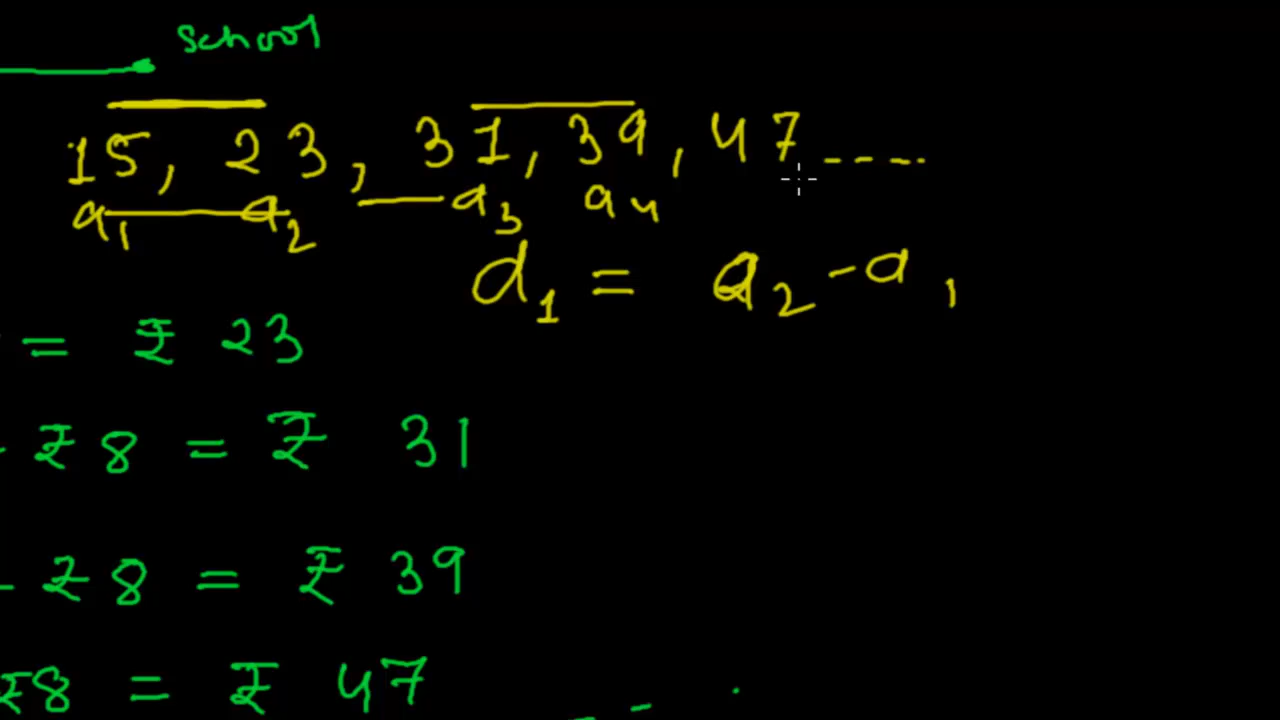 school
15, 23, 31, 39, 47 ----
a1 a2 a3 a4
d1 = a2 - a1
= ₹ 23
- ₹ 8 = ₹ 31
- ₹ 8 = ₹ 39
₹8 = ₹ 47